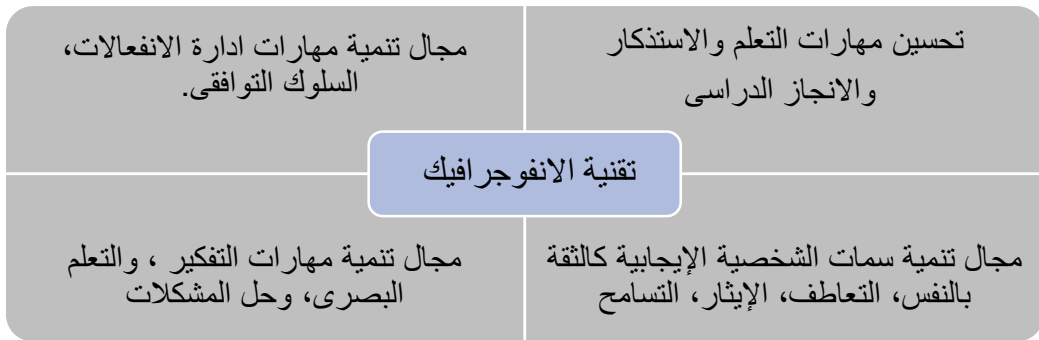 تحسين مهارات التعلم والاستذكار
والانجاز الدراسى
مجال تنمية مهارات ادارة الانفعالات،
السلوك التوافقى.
تقنية الانفوجرافيك
مجال تنمية سمات الشخصية الإيجابية كالثقة
بالنفس، التعاطف، الإيثار، التسامح
مجال تنمية مهارات التفكير ، والتعلم
البصرى، وحل المشكلات